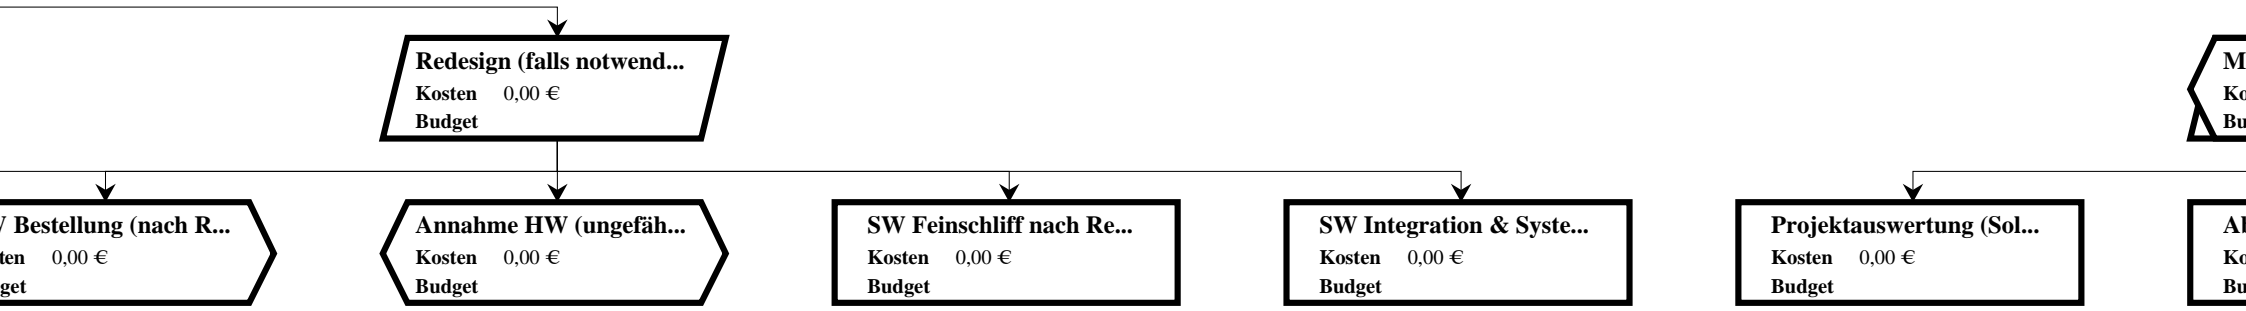 Redesign (falls notwend...
Kosten 0,00 €
Budget
Bestellung (nach R...
0,00 €
Annahme HW (ungefäh...
Kosten 0,00 €
Budget
SW Feinschliff nach Re...
Kosten 0,00 €
Budget
SW Integration & Syste...
Kosten 0,00 €
Budget
Projektauswertung (Sol...
Kosten 0,00 €
Budget